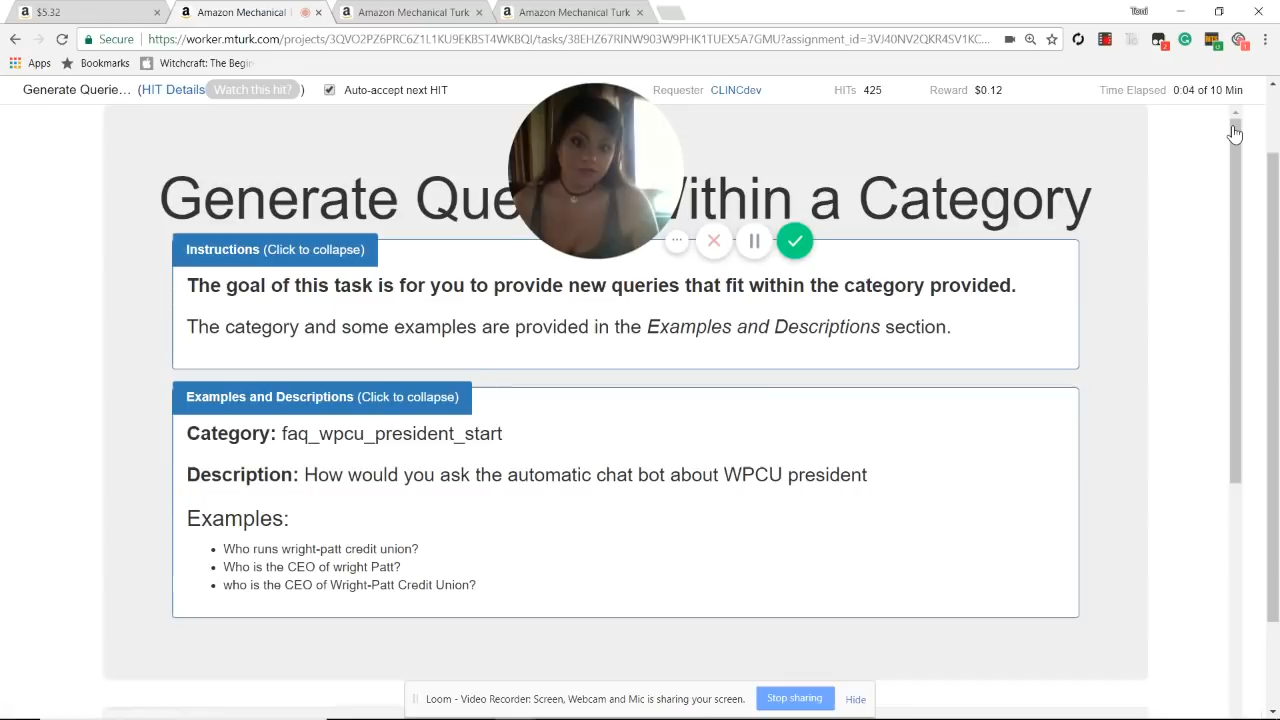 $5.32
Amazon Mechanical
Amazon Mechanical Turk
Amazon Mechanical Turk
Secure
https://worker.mturk.com/projects/3QVO2PZ6PRC6Z1L1KU9EKBST4WKBQI/tasks/38EHZ67RINW903W9PHK1TUEX5A7GMU?assignment_id=3VJ40NV2QKR4SV1KC...
Apps Bookmarks Witchcraft: The Begin
Generate Querie... (HIT Details Watch this hit? ) Auto-accept next HIT Requester CLINCdev HITs 425 Reward $0.12 Time Elapsed 0:04 of 10 Min
Generate Que ithin a Category
Instructions (Click to collapse)
The goal of this task is for you to provide new queries that fit within the category provided.
The category and some examples are provided in the Examples and Descriptions section.
Examples and Descriptions (Click to collapse)
Category: faq_wpcu_president_start
Description: How would you ask the automatic chat bot about WPCU president
Examples:
• Who runs wright-patt credit union?
• Who is the CEO of wright Patt?
• who is the CEO of Wright-Patt Credit Union?
Loom - Video Recorder: Screen, Webcam and Mic is sharing your screen. Stop sharing Hide